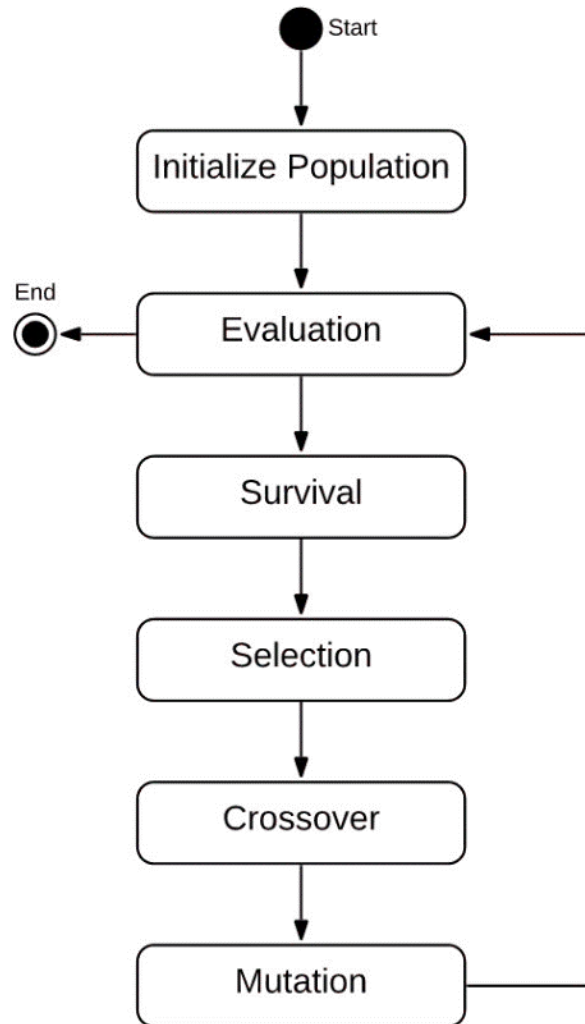 Start
Initialize Population
End
Evaluation
Survival
Selection
Crossover
Mutation